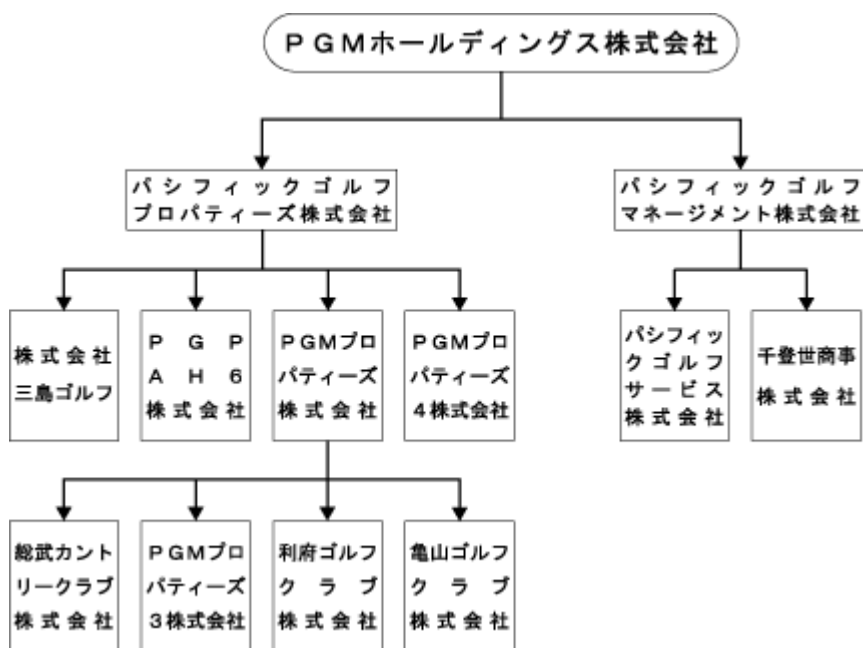 PGMホールディングス株式会社
パシフィックゴルフ
プロパティーズ株式会社
パシフィックゴルフ
マネージメント株式会社
株式会社
三島ゴルフ
PGP
AH6
株式会社
PGMプロ
パティーズ
株式会社
PGMプロ
パティーズ
4株式会社
パシフィッ
クゴルフ
サービス
株式会社
千登世商事
株式会社
総武カント
リークラブ
株式会社
PGMプロ
パティーズ
3株式会社
利府ゴルフ
クラブ
株式会社
亀山ゴルフ
クラブ
株式会社